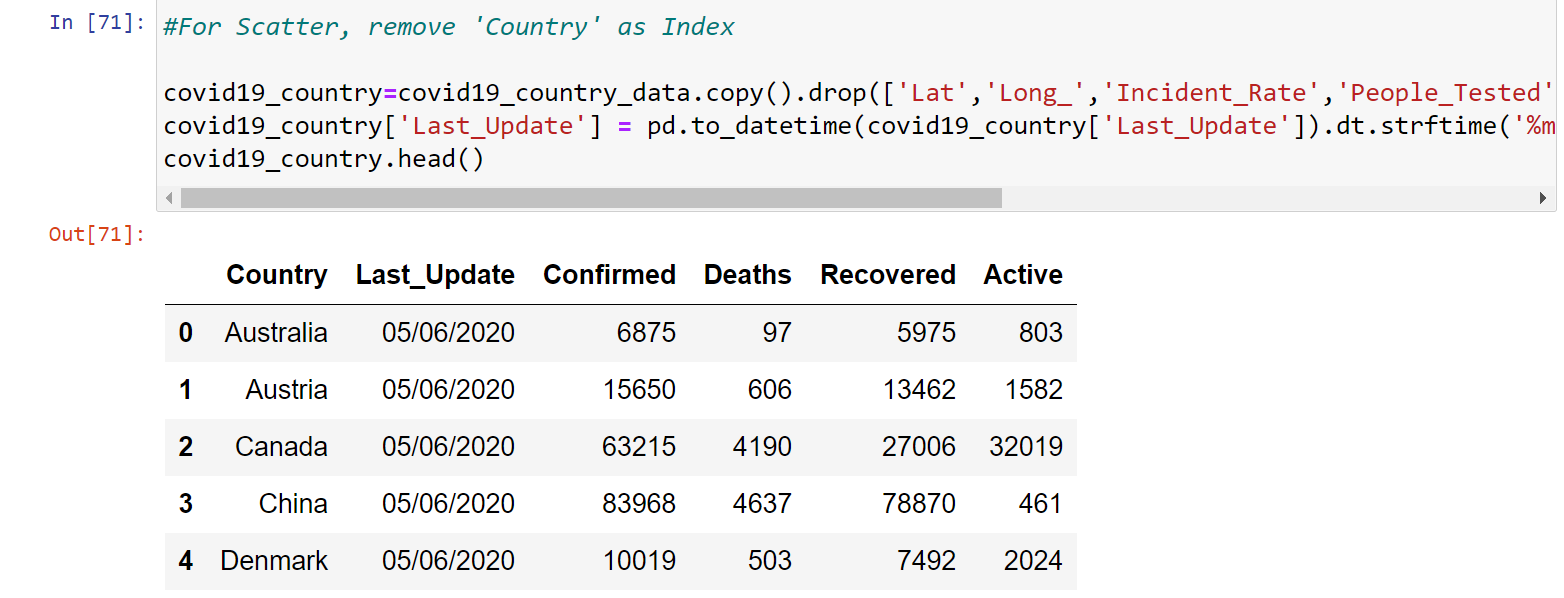 In [71]:
#For Scatter, remove 'Country' as Index
covid19_country=covid19_country_data.copy().drop(['Lat','Long_','Incident_Rate','People_Tested'
covid19_country['Last_Update'] = pd.to_datetime(covid19_country['Last_Update']).dt.strftime('%m
covid19_country.head()
Out[71]:
Country Last_Update Confirmed Deaths Recovered Active
0 Australia 05/06/2020 6875 97 5975 803
1 Austria 05/06/2020 15650 606 13462 1582
2 Canada 05/06/2020 63215 4190 27006 32019
3 China 05/06/2020 83968 4637 78870 461
4 Denmark 05/06/2020 10019 503 7492 2024